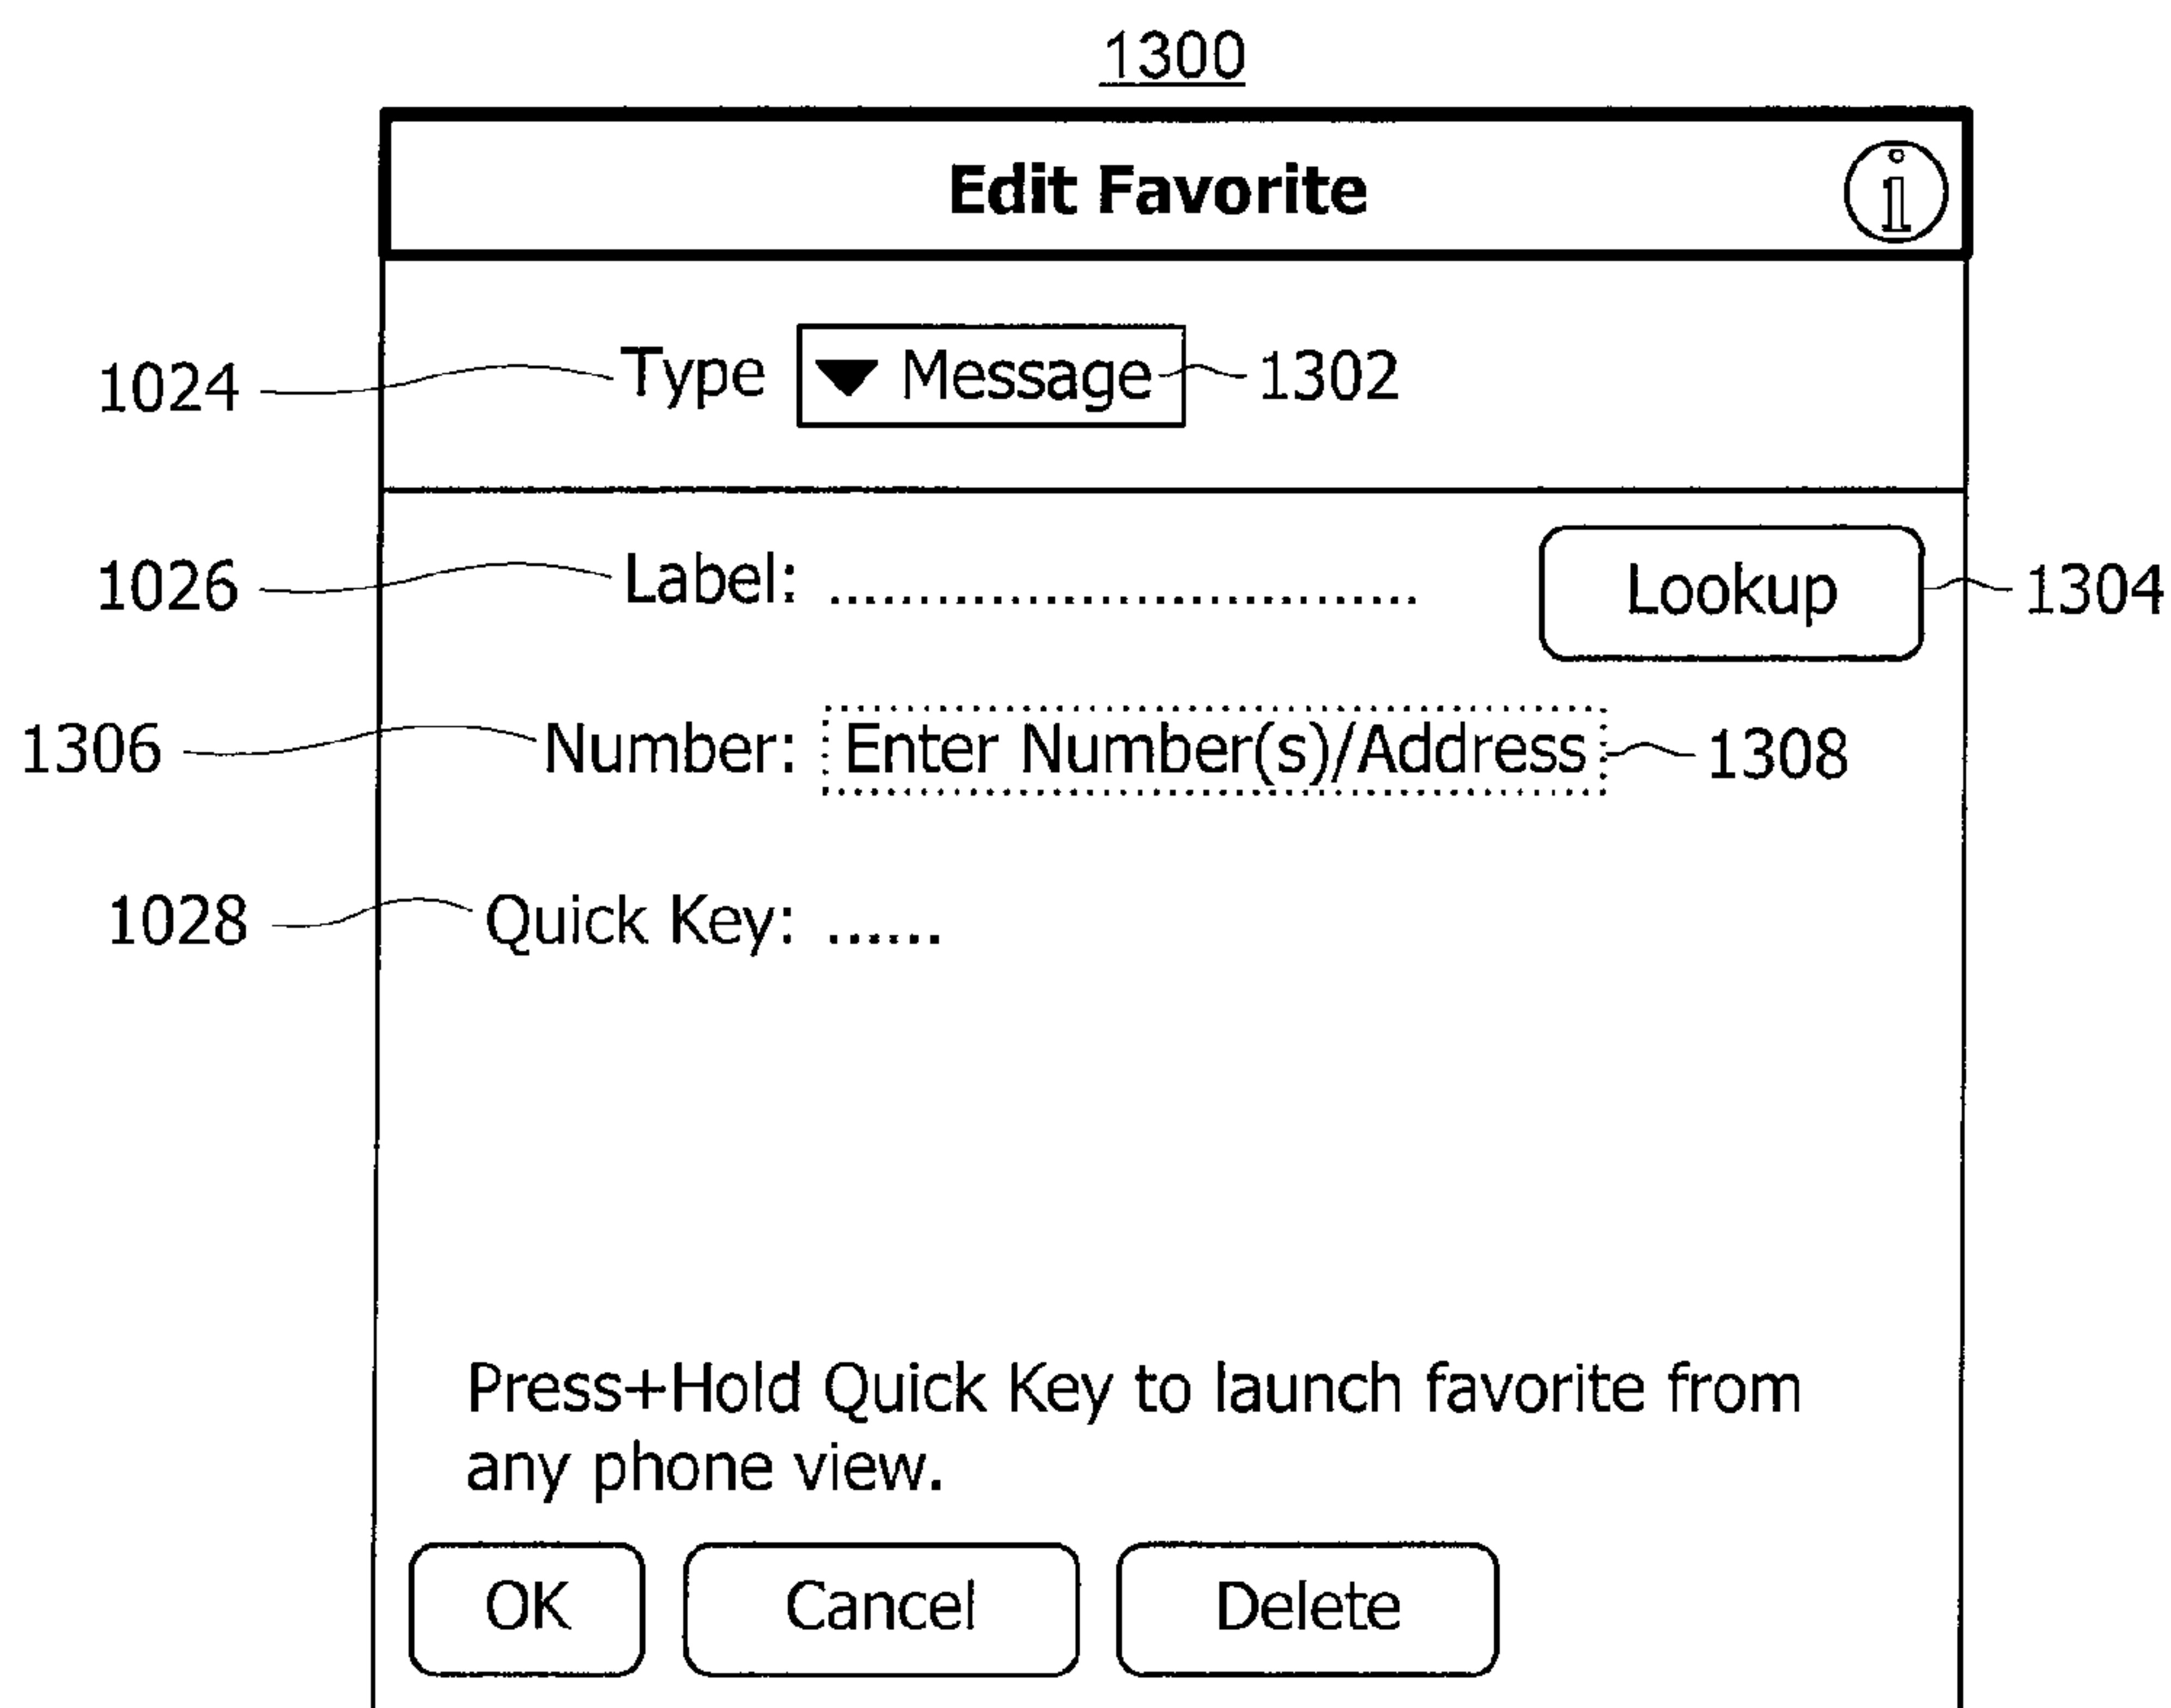 1300
Edit Favorite i
1024 Type Message 1302
1026 Label: ................................. Lookup 1304
1306 Number: Enter Number(s)/Address 1308
1028 Quick Key: ......
Press+Hold Quick Key to launch favorite from
any phone view.
OK Cancel Delete